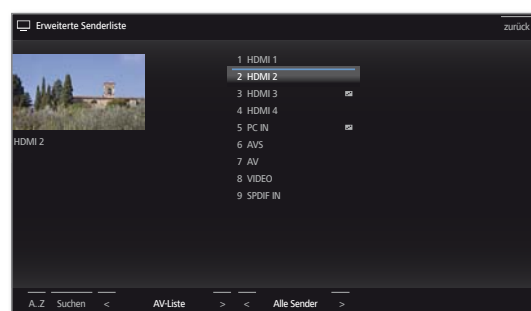 Erweiterte Senderliste
zurück
1 HDMI 1
2 HDMI 2
3 HDMI 3
4 HDMI 4
5 PC IN
6 AVS
7 AV
8 VIDEO
9 SPDIF IN
HDMI 2
A..Z Suchen < AV-Liste > < Alle Sender >